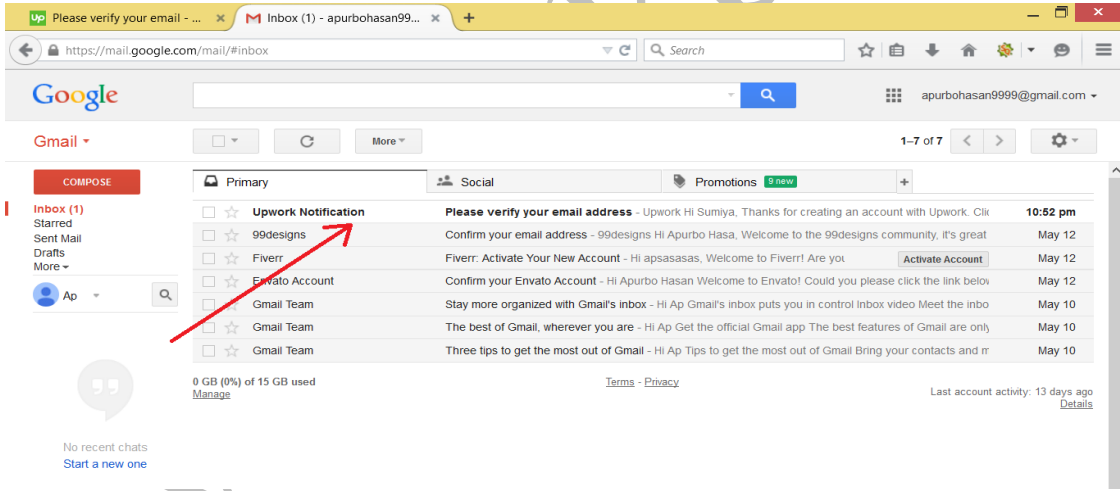 Please verify your email - ...
Inbox (1) - apurbohasan99...
https://mail.google.com/mail/#inbox
Search
Google
apurbohasan9999@gmail.com
Gmail
More
1–7 of 7
COMPOSE
Primary
Social
Promotions 9 new
Inbox (1)
Starred
Sent Mail
Drafts
More
Ap
Upwork Notification Please verify your email address - Upwork Hi Sumiya, Thanks for creating an account with Upwork. Clic 10:52 pm
99designs Confirm your email address - 99designs Hi Apurbo Hasa, Welcome to the 99designs community, it's great May 12
Fiverr Fiverr: Activate Your New Account - Hi apsasasas, Welcome to Fiverr! Are you Activate Account May 12
Envato Account Confirm your Envato Account - Hi Apurbo Hasan Welcome to Envato! Could you please click the link below May 12
Gmail Team Stay more organized with Gmail's inbox - Hi Ap Gmail's inbox puts you in control Inbox video Meet the inbo May 10
Gmail Team The best of Gmail, wherever you are - Hi Ap Get the official Gmail app The best features of Gmail are only May 10
Gmail Team Three tips to get the most out of Gmail - Hi Ap Tips to get the most out of Gmail Bring your contacts and m May 10
0 GB (0%) of 15 GB used
Manage
Terms - Privacy
Last account activity: 13 days ago
Details
No recent chats
Start a new one